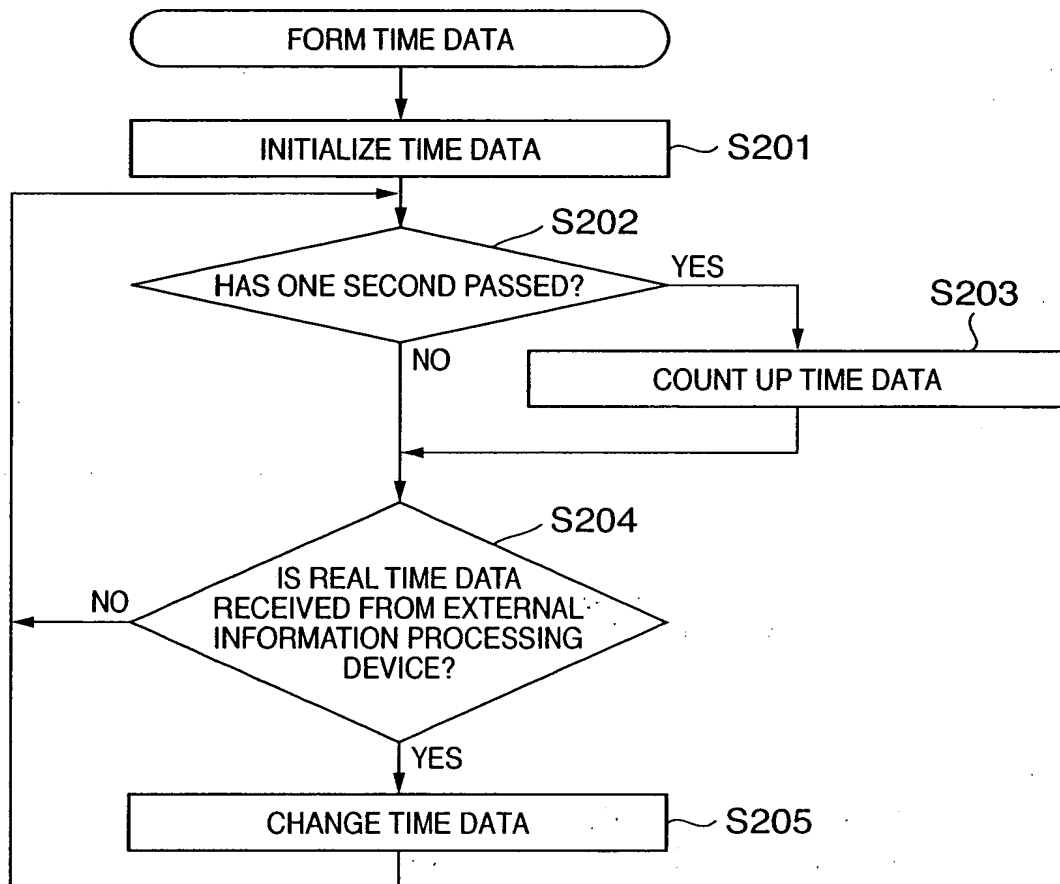 FORM TIME DATA
INITIALIZE TIME DATA
S201
S202
HAS ONE SECOND PASSED?
YES
S203
NO
COUNT UP TIME DATA
S204
IS REAL TIME DATA
RECEIVED FROM EXTERNAL
INFORMATION PROCESSING
DEVICE?
NO
YES
CHANGE TIME DATA
S205